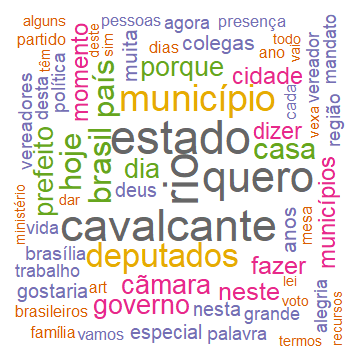 alguns
pessoas
agora
presença
partido
sim
deste
dias
colegas
todo
ano
vaio
vereador
mandato
têm
política
momento
muita
porque
cidade
cada
região
vereadores
desta
país
município
vexa
prefeito
hoje
brasil
estado
dizer
casa
dia
deus
rio
quero
municípios
ministério
dar
vida
cavalcante
anos
mesa
brasília
deputados
fazer
trabalho
cãmara
neste
lei
alegria
recursos
gostaria
art
governo
nesta
grande
voto
brasileiros
família
vamos
especial
palavra
termos